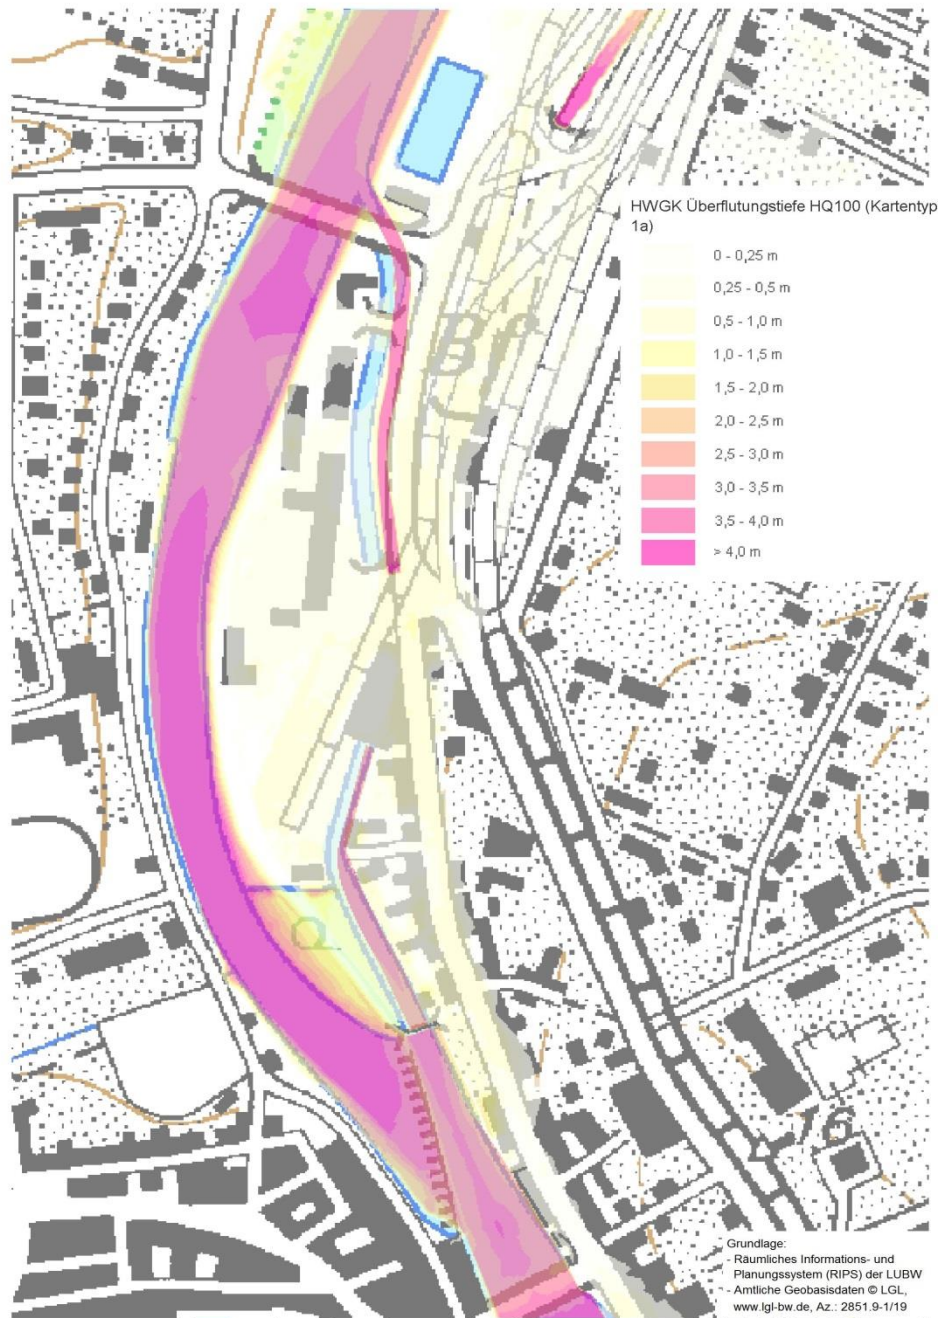 HWGK Überflutungstiefe HQ100 (Kartentyp
1a)
0 - 0,25 m
0,25 - 0,5 m
0,5 - 1,0 m
1,0 - 1,5 m
1,5 - 2,0 m
2,0 - 2,5 m
2,5 - 3,0 m
3,0 - 3,5 m
3,5 - 4,0 m
> 4,0 m
Bf
P
16
Grundlage:
- Räumliches Informations- und
Planungssystem (RIPS) der LUBW
- Amtliche Geobasisdaten © LGL,
www.lgl-bw.de, Az.: 2851.9-1/19